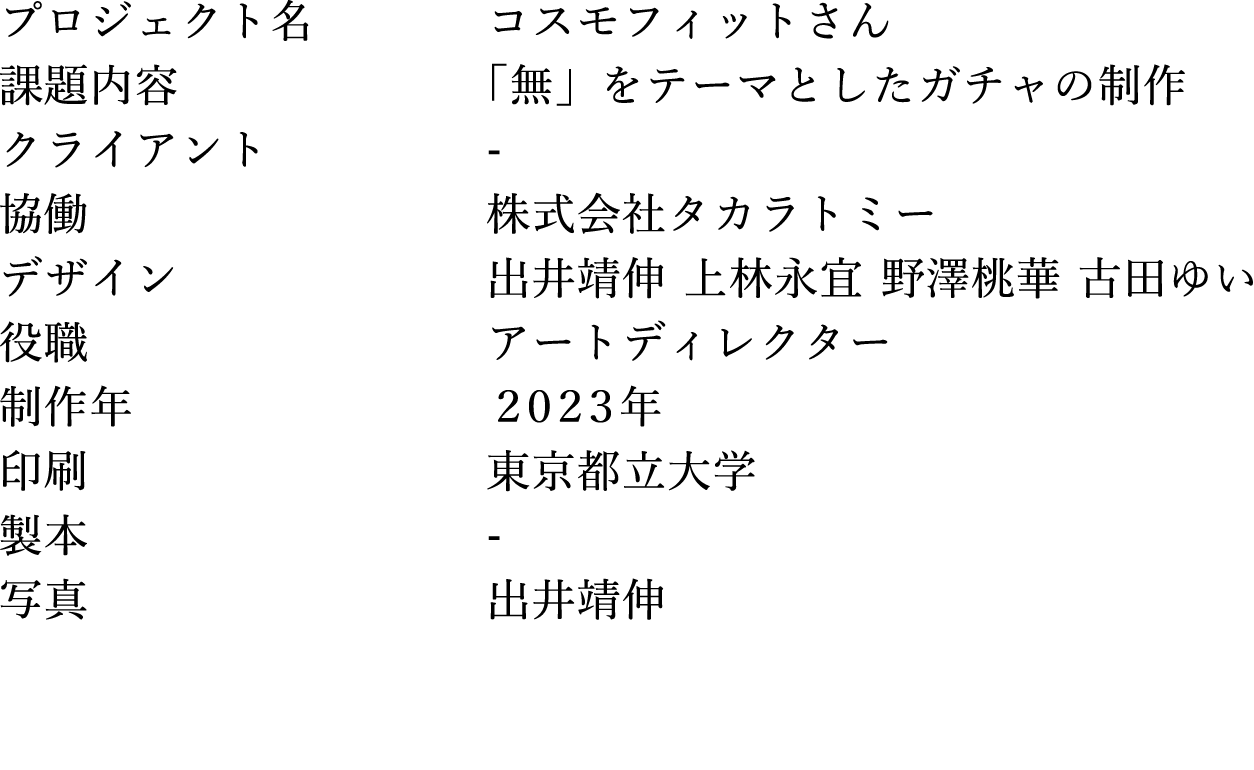 プロジェクト名 コスモフィットさん
課題内容 「無」をテーマとしたガチャの制作
クライアント -
協働 株式会社タカラトミー
デザイン 出井靖伸 上林永宜 野澤桃華 古田ゆい
役職 アートディレクター
制作年 2023年
印刷 東京都立大学
製本 -
写真 出井靖伸